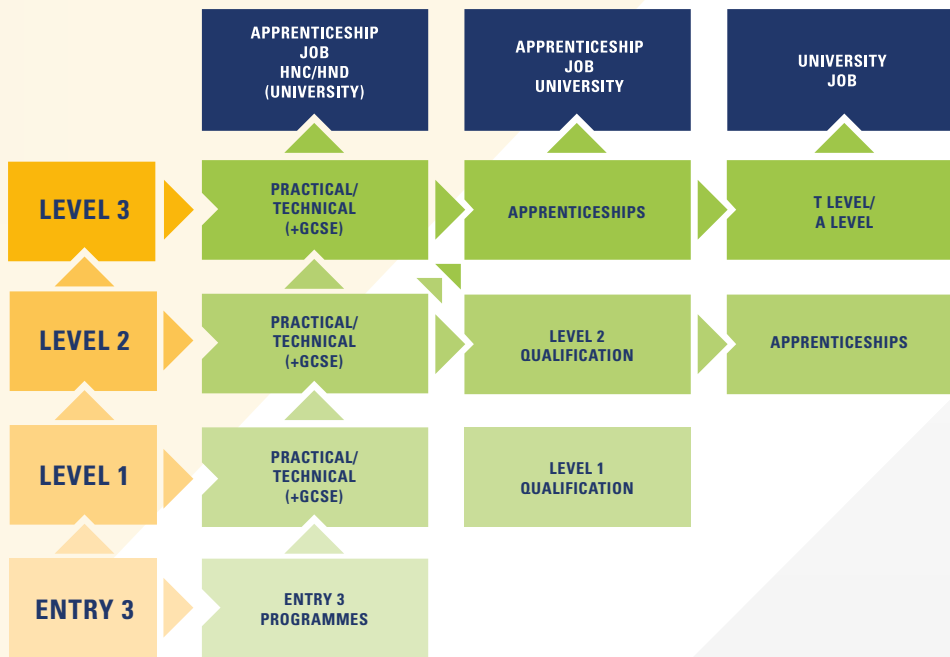 APPRENTICESHIP
JOB
HNC/HND
(UNIVERSITY)
APPRENTICESHIP
JOB
UNIVERSITY
UNIVERSITY
JOB
LEVEL 3
PRACTICAL/
TECHNICAL
(+GCSE)
APPRENTICESHIPS
T LEVEL/
A LEVEL
LEVEL 2
PRACTICAL/
TECHNICAL
(+GCSE)
LEVEL 2
QUALIFICATION
APPRENTICESHIPS
LEVEL 1
PRACTICAL/
TECHNICAL
(+GCSE)
LEVEL 1
QUALIFICATION
ENTRY 3
ENTRY 3
PROGRAMMES